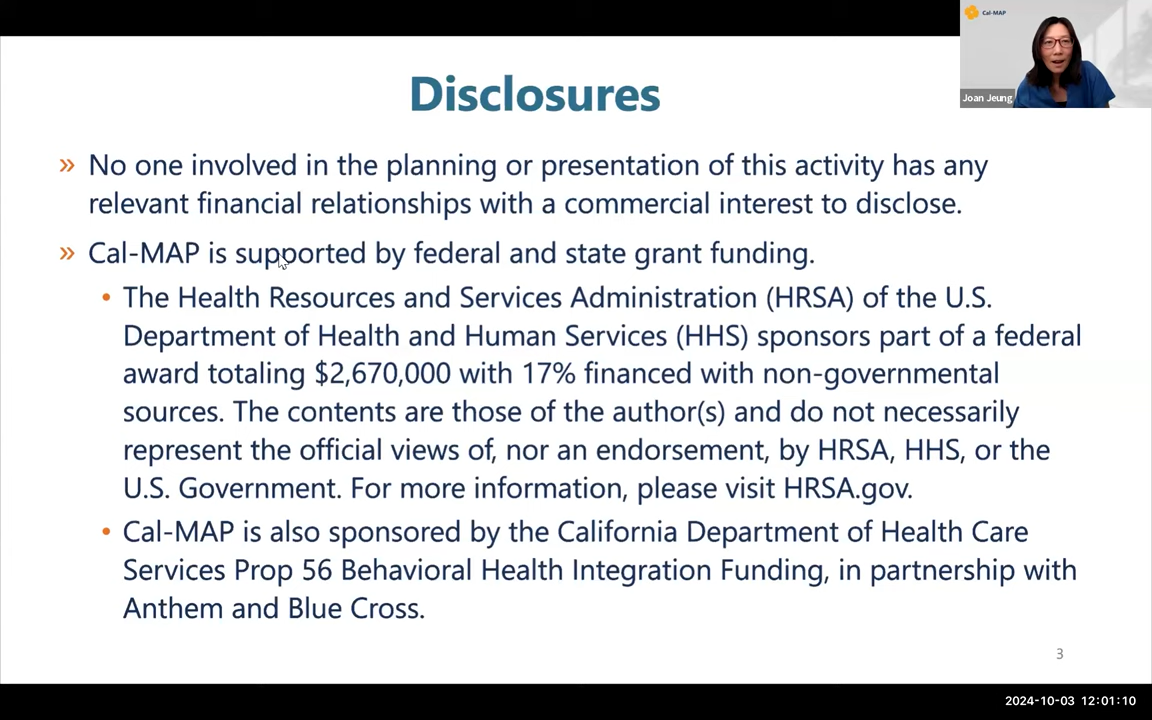 Cal-MAP
Joan Jeung
Disclosures
» No one involved in the planning or presentation of this activity has any
relevant financial relationships with a commercial interest to disclose.
» Cal-MAP is supported by federal and state grant funding.
• The Health Resources and Services Administration (HRSA) of the U.S.
Department of Health and Human Services (HHS) sponsors part of a federal
award totaling $2,670,000 with 17% financed with non-governmental
sources. The contents are those of the author(s) and do not necessarily
represent the official views of, nor an endorsement, by HRSA, HHS, or the
U.S. Government. For more information, please visit HRSA.gov.
• Cal-MAP is also sponsored by the California Department of Health Care
Services Prop 56 Behavioral Health Integration Funding, in partnership with
Anthem and Blue Cross.
3
2024-10-03 12:01:10